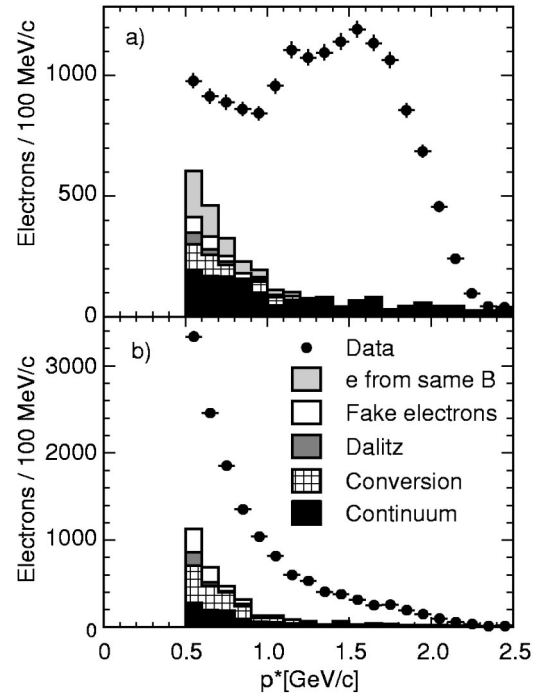 a)
Electrons / 100 MeV/c
1000
500
0
b)
Electrons / 100 MeV/c
3000
2000
1000
0
Data
e from same B
Fake electrons
Dalitz
Conversion
Continuum
0 0.5 1.0 1.5 2.0 2.5
p*[GeV/c]